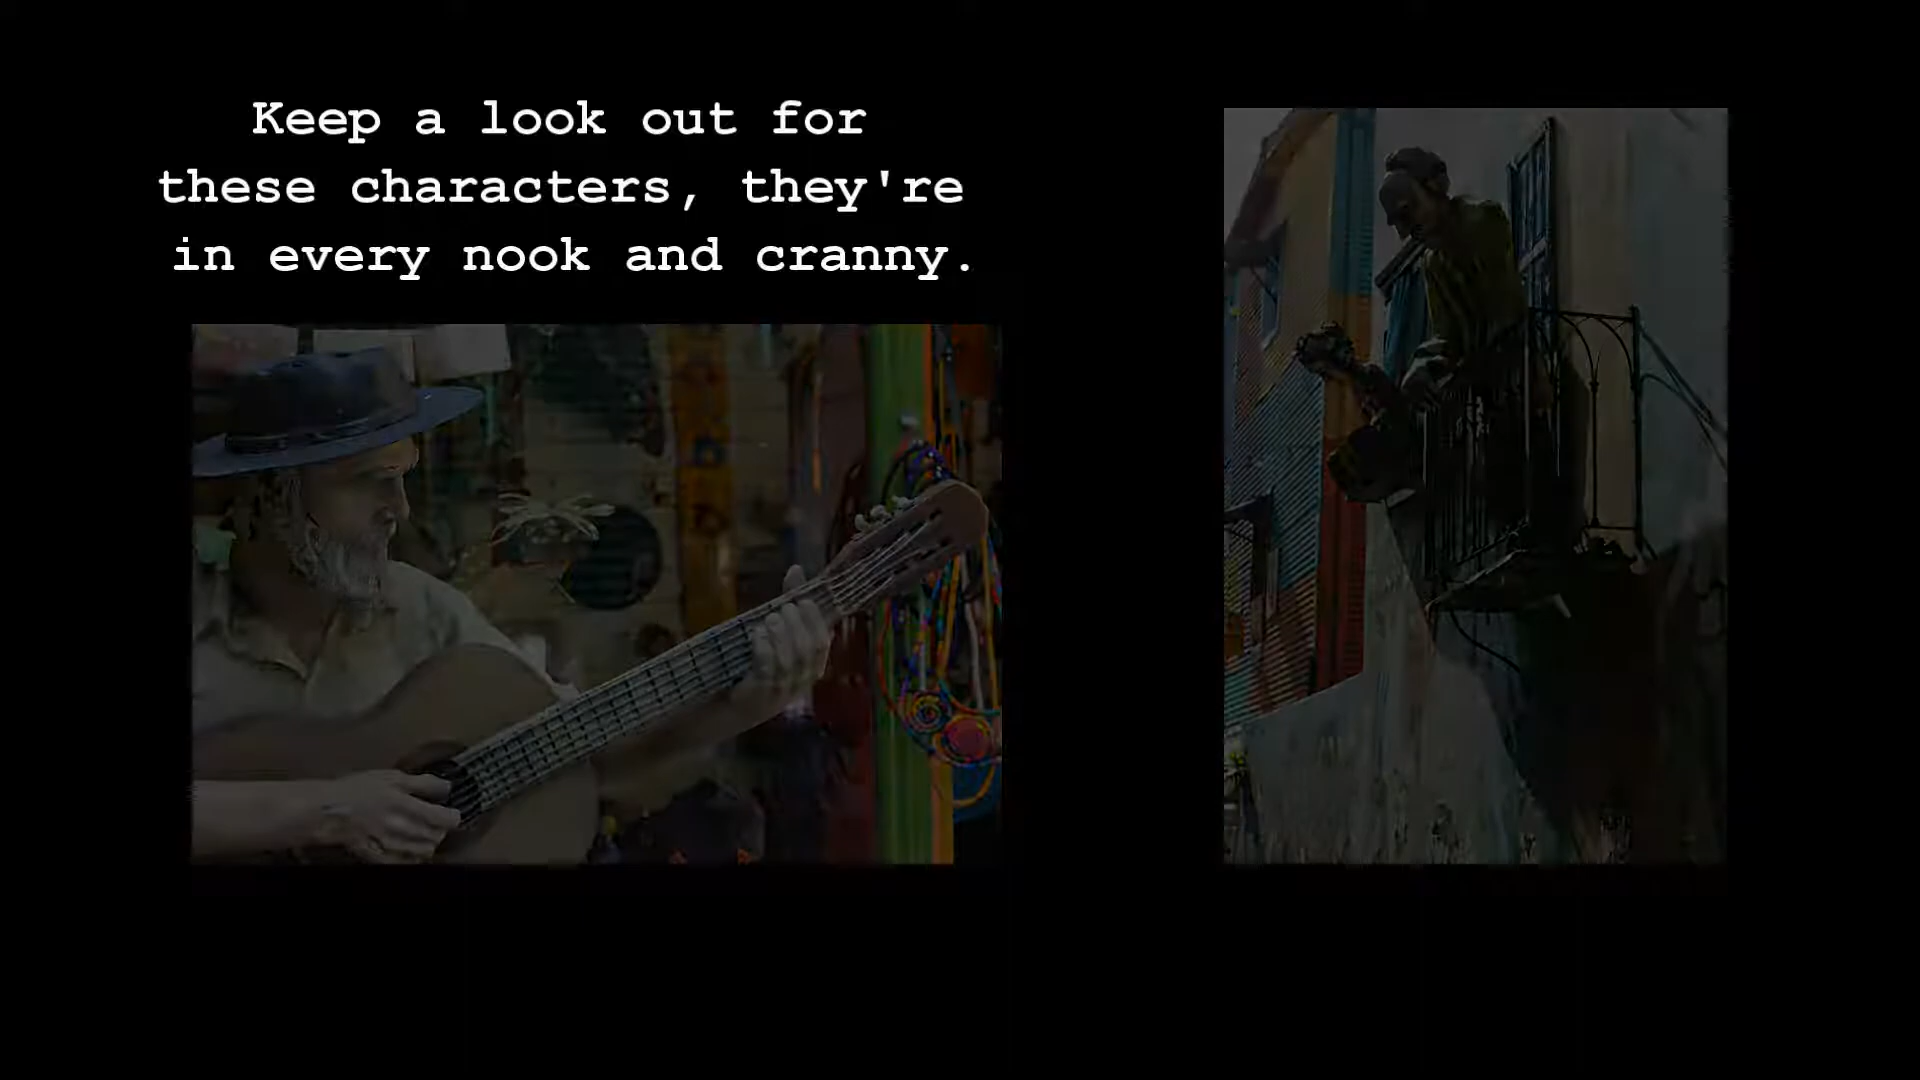 Keep a look out for
these characters, they're
in every nook and cranny.